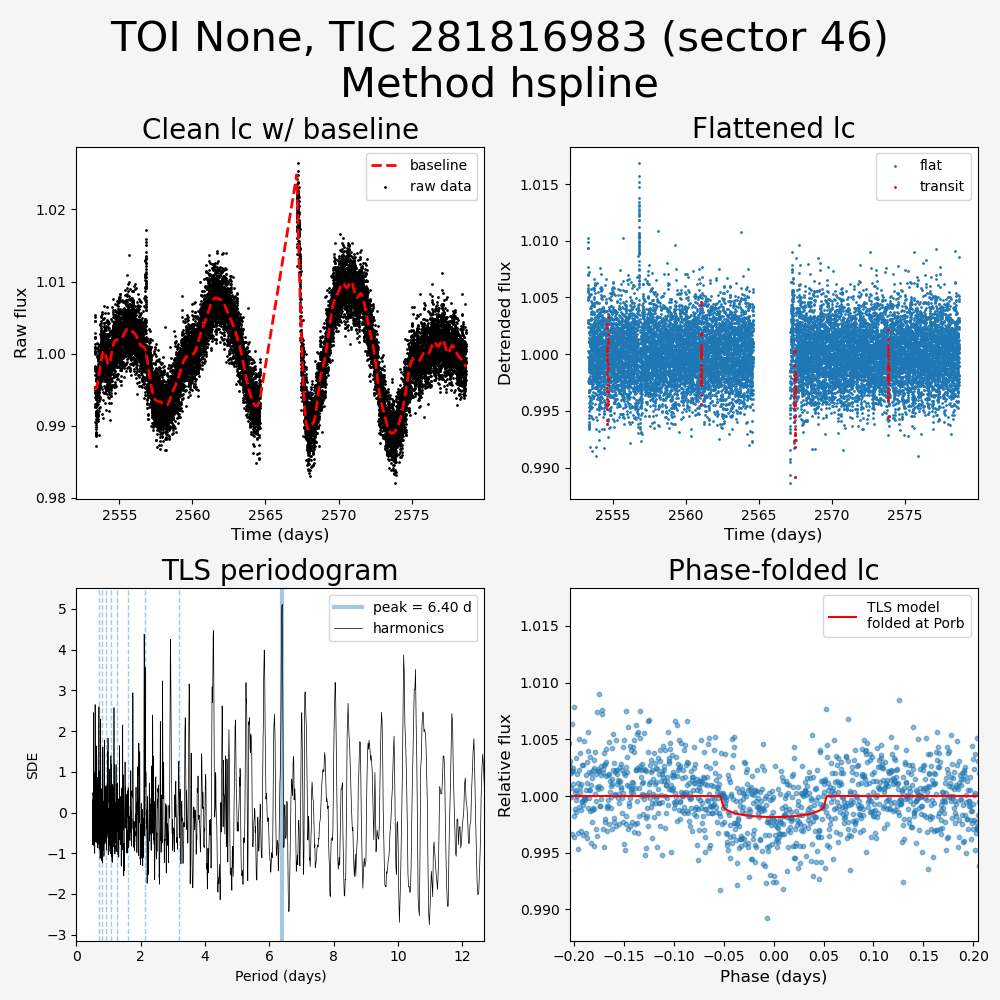 TOI None, TIC 281816983 (sector 46)
Method hspline
Clean lc w/ baseline
baseline
raw data
Raw flux
1.02
1.01
1.00
0.99
0.98
2555
2560
2565
2570
2575
Time (days)
Flattened lc
flat
transit
Detrended flux
1.015
1.010
1.005
1.000
0.995
0.990
2555
2560
2565
2570
2575
Time (days)
TLS periodogram
peak = 6.40 d
harmonics
SDE
5
4
3
2
1
0
−1
−2
−3
0
2
4
6
8
10
12
Period (days)
Phase-folded lc
TLS model
folded at Porb
Relative flux
1.015
1.010
1.005
1.000
0.995
0.990
−0.20
−0.15
−0.10
−0.05
0.00
0.05
0.10
0.15
0.20
Phase (days)